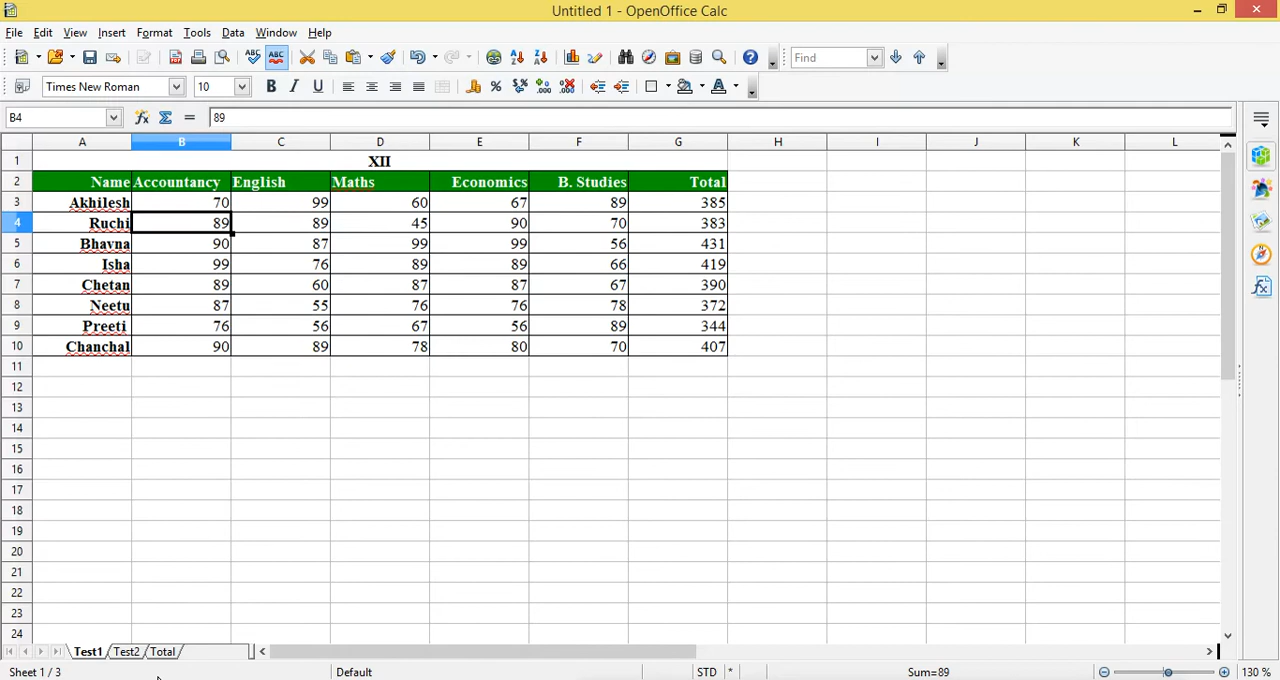 Untitled 1 - OpenOffice Calc
File Edit View Insert Format Tools Data Window Help
ABC ABC Find
Times New Roman 10 B I U
B4 89
A B C D E F G H I J K L
1 XII
2 Name Accountancy English Maths Economics B. Studies Total
3 Akhilesh 70 99 60 67 89 385
4 Ruchi 89 89 45 90 70 383
5 Bhavna 90 87 99 99 56 431
6 Isha 99 76 89 89 66 419
7 Chetan 89 60 87 87 67 390
8 Neetu 87 55 76 76 78 372
9 Preeti 76 56 67 56 89 344
10 Chanchal 90 89 78 80 70 407
11
12
13
14
15
16
17
18
19
20
21
22
23
24
Test1 Test2 Total
Sheet 1 / 3 Default STD * Sum=89 130 %